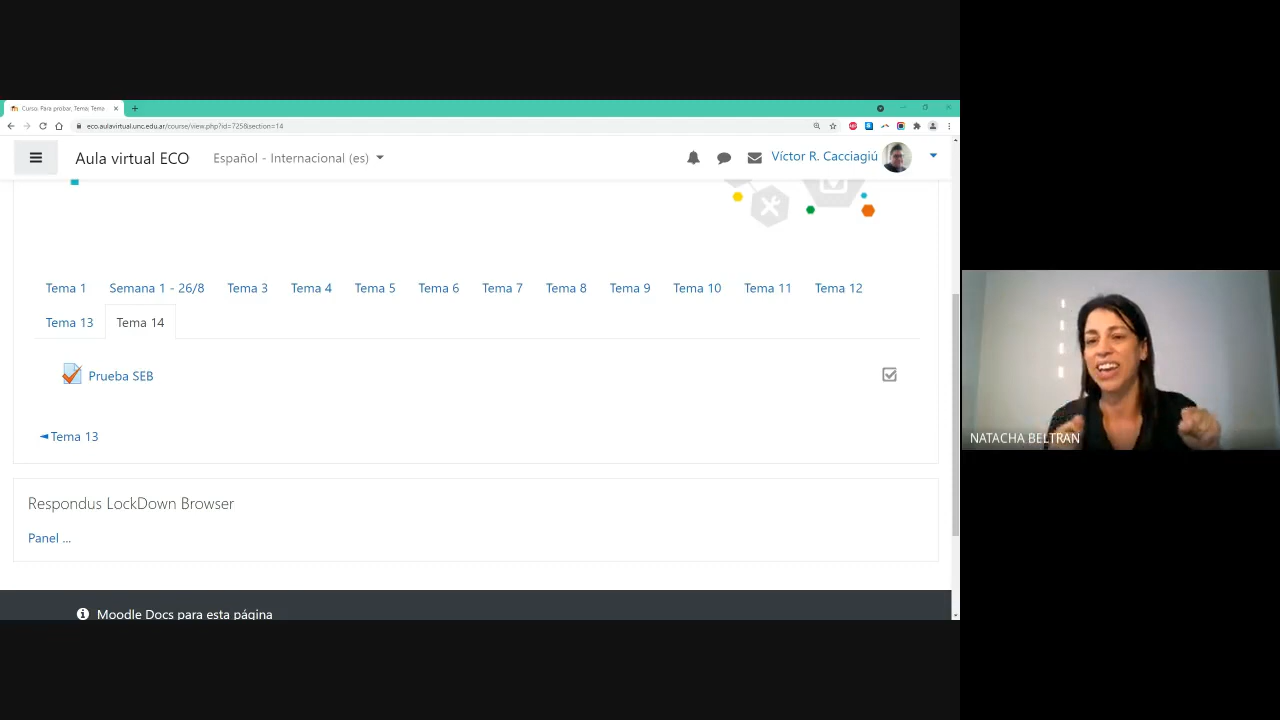 Curso: Para probar, Tema: Tema
eco.aulavirtual.unc.edu.ar/course/view.php?id=725&section=14
Aula virtual ECO Español - Internacional (es) Víctor R. Cacciagiú
Tema 1 Semana 1 - 26/8 Tema 3 Tema 4 Tema 5 Tema 6 Tema 7 Tema 8 Tema 9 Tema 10 Tema 11 Tema 12
Tema 13 Tema 14
Prueba SEB
◄ Tema 13
NATACHA BELTRAN
Respondus LockDown Browser
Panel ...
Moodle Docs para esta página